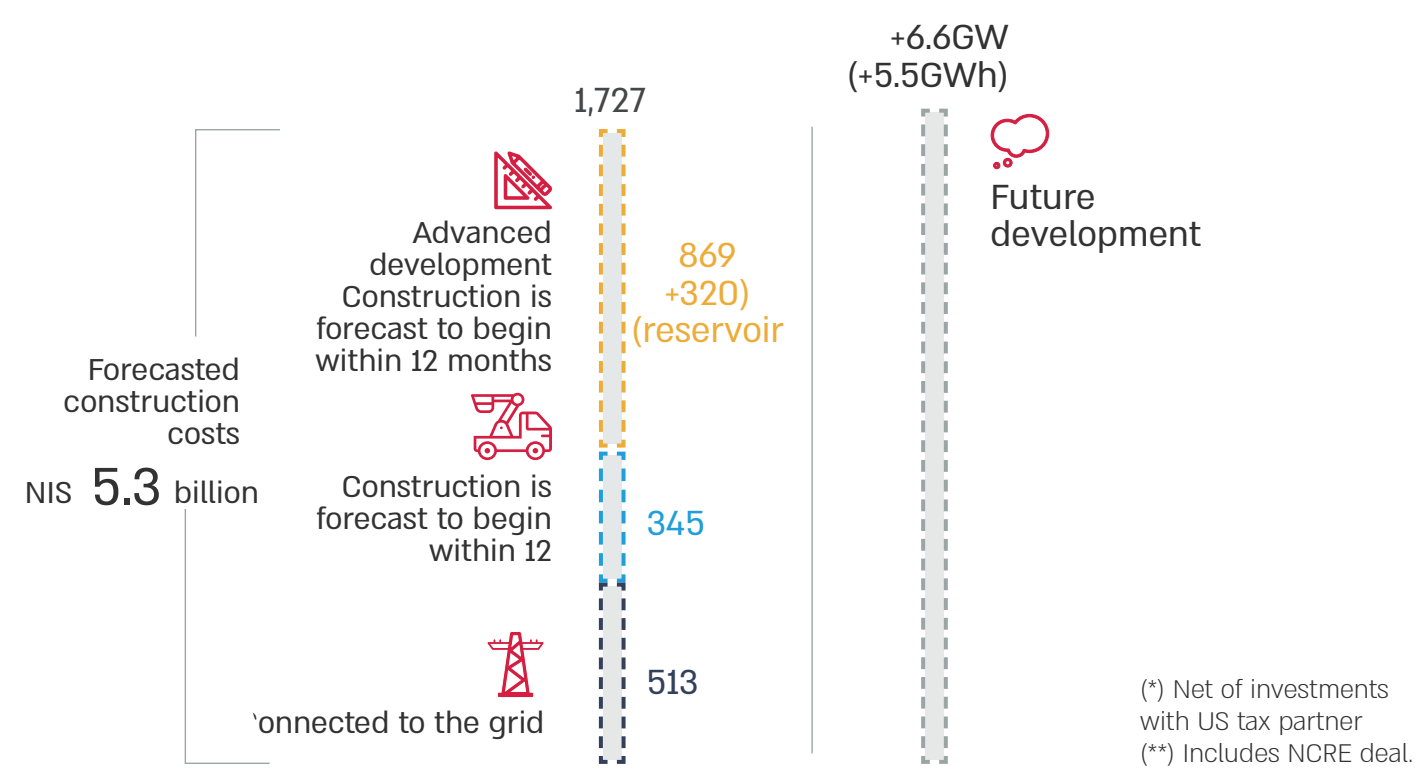 +6.6GW
(+5.5GWh)
1,727
Future
development
Advanced
development
Construction is
forecast to begin
within 12 months
869
+320)
(reservoir
Forecasted
construction
costs
NIS 5.3 billion
Construction is
forecast to begin
within 12
345
513
onnected to the grid
(*) Net of investments
with US tax partner
(**) Includes NCRE deal.